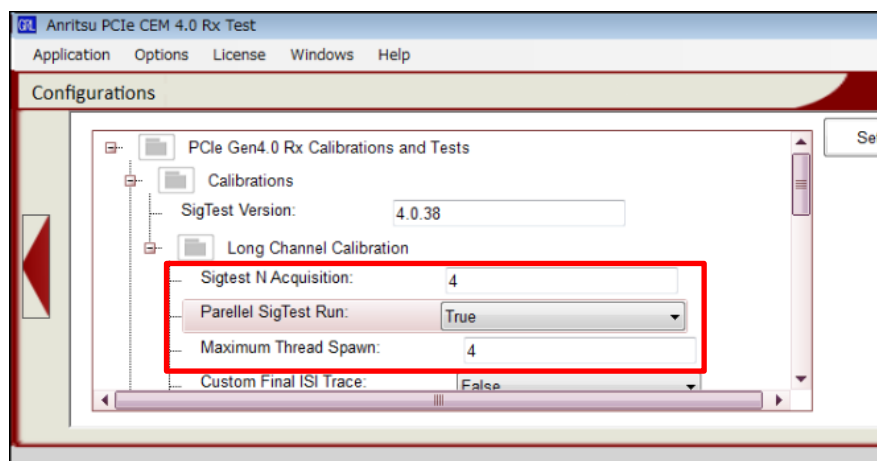 GRL Anritsu PCIe CEM 4.0 Rx Test
Application Options License Windows Help
Configurations
PCIe Gen4.0 Rx Calibrations and Tests
Calibrations
SigTest Version: 4.0.38
Long Channel Calibration
Sigtest N Acquisition: 4
Parellel SigTest Run: True
Maximum Thread Spawn: 4
Custom Final ISI Trace: False